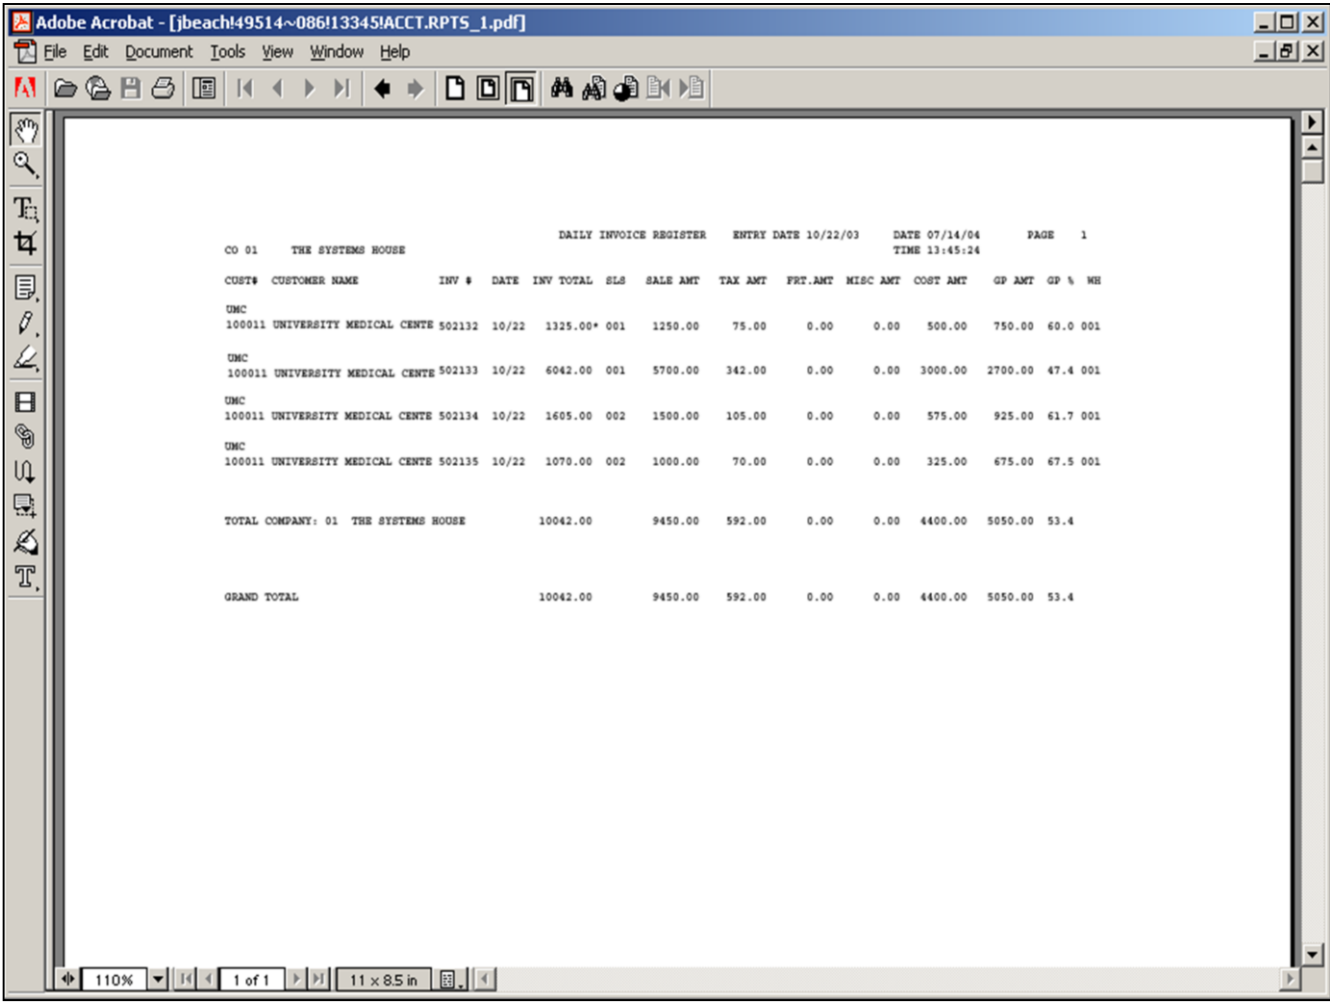 Adobe Acrobat - [jbeach!49514~086!13345!ACCT.RPTS_1.pdf]
File Edit Document Tools View Window Help
DAILY INVOICE REGISTER ENTRY DATE 10/22/03 DATE 07/14/04 PAGE 1
CO 01 THE SYSTEMS HOUSE TIME 13:45:24
CUST# CUSTOMER NAME INV # DATE INV TOTAL SLS SALE AMT TAX AMT FRT.AMT MISC AMT COST AMT GP AMT GP % WH
UMC
100011 UNIVERSITY MEDICAL CENTE 502132 10/22 1325.00* 001 1250.00 75.00 0.00 0.00 500.00 750.00 60.0 001
UMC
100011 UNIVERSITY MEDICAL CENTE 502133 10/22 6042.00 001 5700.00 342.00 0.00 0.00 3000.00 2700.00 47.4 001
UMC
100011 UNIVERSITY MEDICAL CENTE 502134 10/22 1605.00 002 1500.00 105.00 0.00 0.00 575.00 925.00 61.7 001
UMC
100011 UNIVERSITY MEDICAL CENTE 502135 10/22 1070.00 002 1000.00 70.00 0.00 0.00 325.00 675.00 67.5 001
TOTAL COMPANY: 01 THE SYSTEMS HOUSE 10042.00 9450.00 592.00 0.00 0.00 4400.00 5050.00 53.4
GRAND TOTAL 10042.00 9450.00 592.00 0.00 0.00 4400.00 5050.00 53.4
110% 1 of 1 11 x 8.5 in